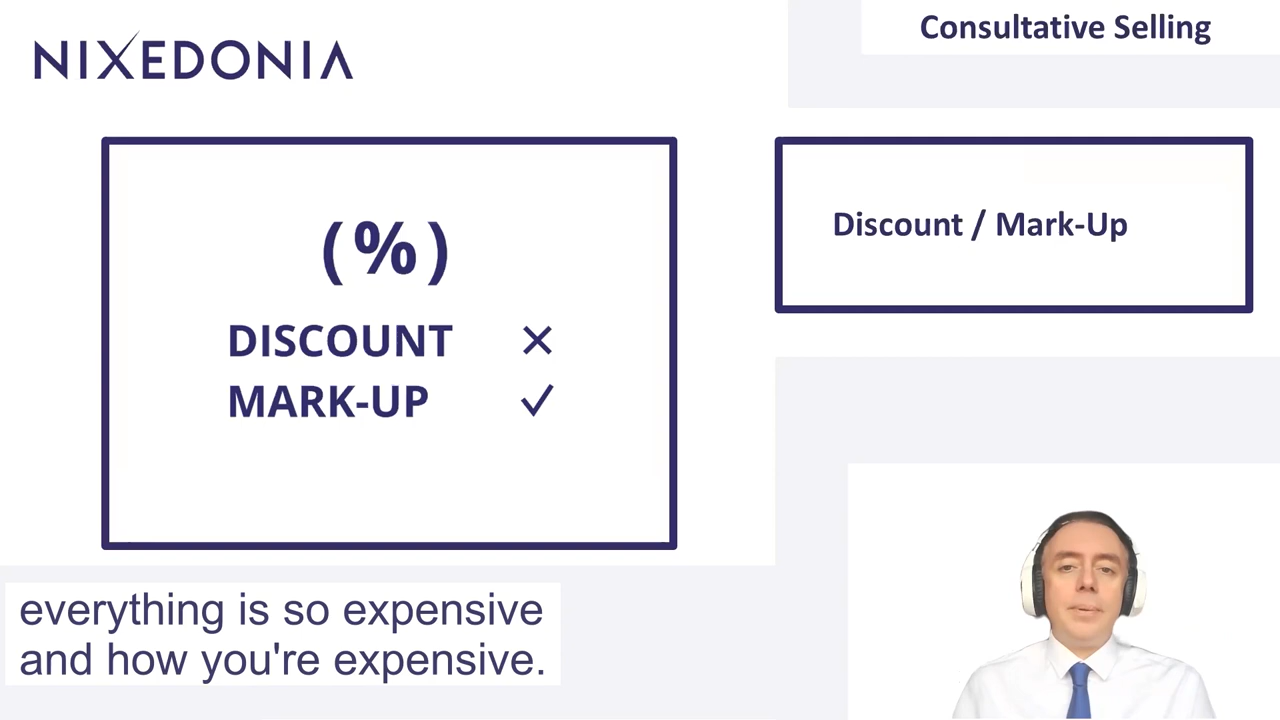 NIXEDONIA
Consultative Selling
(%)
DISCOUNT ✕
MARK-UP ✓
Discount / Mark-Up
everything is so expensive
and how you're expensive.